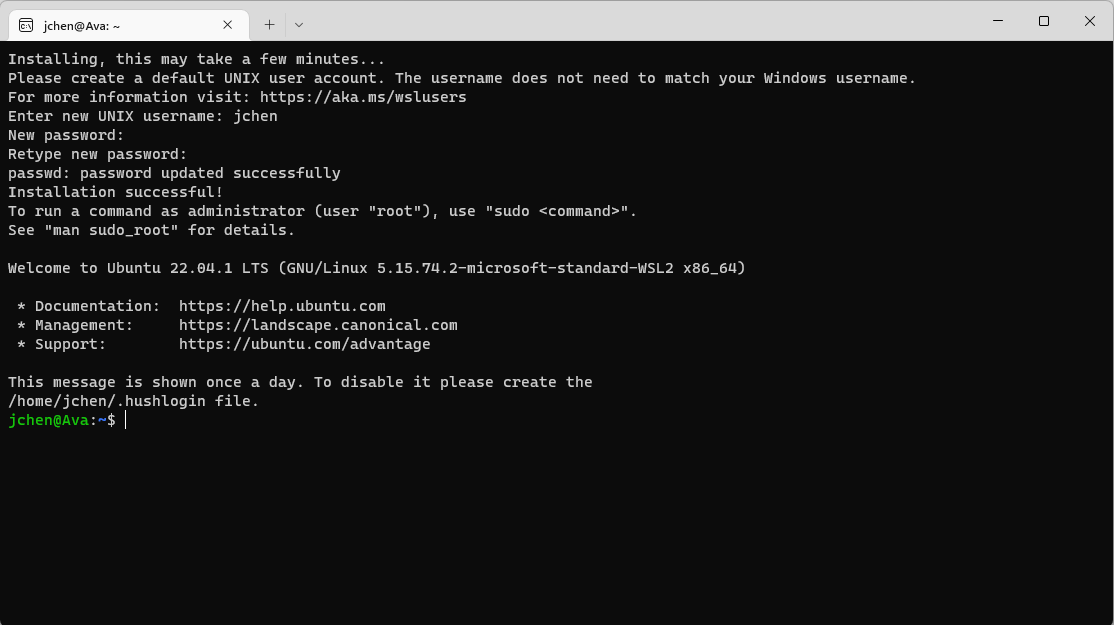 jchen@Ava: ~
Installing, this may take a few minutes...
Please create a default UNIX user account. The username does not need to match your Windows username.
For more information visit: https://aka.ms/wslusers
Enter new UNIX username: jchen
New password:
Retype new password:
passwd: password updated successfully
Installation successful!
To run a command as administrator (user "root"), use "sudo <command>".
See "man sudo_root" for details.

Welcome to Ubuntu 22.04.1 LTS (GNU/Linux 5.15.74.2-microsoft-standard-WSL2 x86_64)

 * Documentation:  https://help.ubuntu.com
 * Management:     https://landscape.canonical.com
 * Support:        https://ubuntu.com/advantage

This message is shown once a day. To disable it please create the
/home/jchen/.hushlogin file.
jchen@Ava:~$